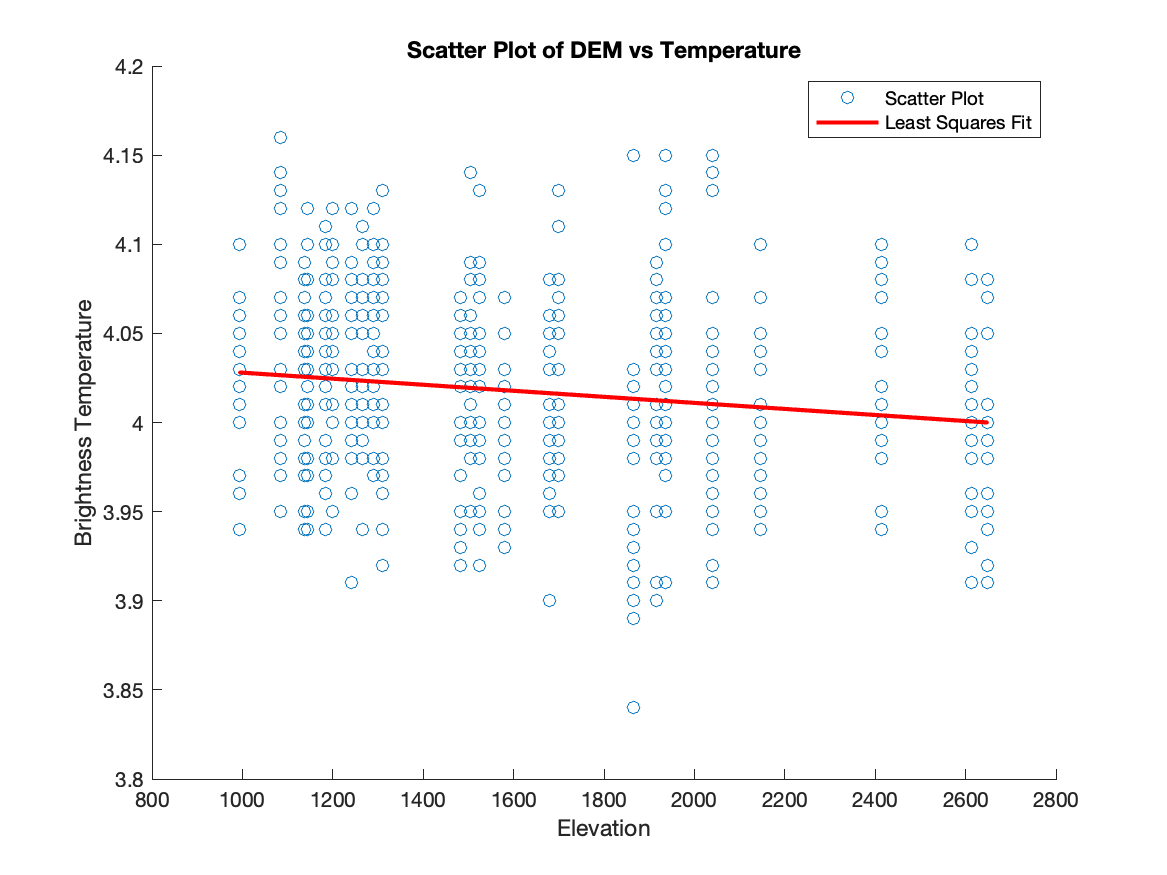 Scatter Plot of DEM vs Temperature
4.2
4.15
4.1
4.05
4
3.95
3.9
3.85
3.8
Brightness Temperature
Scatter Plot
Least Squares Fit
800 1000 1200 1400 1600 1800 2000 2200 2400 2600 2800
Elevation